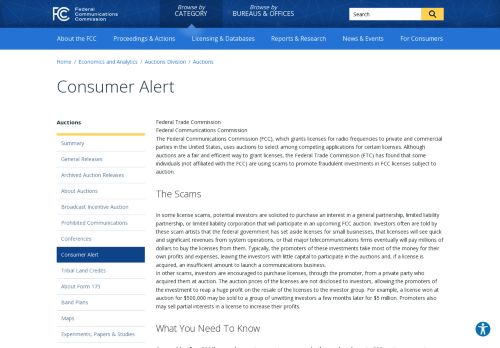 FCC
Federal
Communications
Commission
Browse by
CATEGORY
Browse by
BUREAUS & OFFICES
Search
About the FCC
Proceedings & Actions
Licensing & Databases
Reports & Research
News & Events
For Consumers
Home / Economics and Analytics / Auctions Division / Auctions
Consumer Alert
Auctions
Summary
General Releases
Archived Auction Releases
About Auctions
Broadcast Incentive Auction
Prohibited Communications
Conferences
Consumer Alert
Tribal Land Credits
About Form 175
Band Plans
Maps
Experiments, Papers & Studies
Federal Trade Commission
Federal Communications Commission
The Federal Communications Commission (FCC), which grants licenses for radio frequencies to private and commercial
parties in the United States, uses auctions to select among competing applications for certain licenses. Although
auctions are a fair and efficient way to grant licenses, the Federal Trade Commission (FTC) has found that some
individuals (not affiliated with the FCC) are using scams to promote fraudulent investments in FCC licenses subject
to auction.
The Scams
In some license scams, potential investors are solicited to purchase an interest in a general partnership, limited liability
partnership, or limited liability corporation that will participate in an upcoming FCC auction. Investors often are told by
these scam artists that the federal government has set aside licenses for small businesses, that licensees will see quick
and significant revenues from system operations, or that major telecommunications firms eventually will pay millions of
dollars to buy the licenses from them. Typically, the promoters of these investments take most of the money for their
own profits and expenses, leaving the investors with little capital to participate in the auctions and, if a license is
acquired, an insufficient amount to launch a communications business.
In other scams, investors are encouraged to purchase licenses, through the promoter, from a private party who
acquired them at auction. The auction prices of the licenses are not disclosed to investors, allowing the promoters of
the investment to reap a huge profit on the resale of the licenses to the investor group. For example, a license won at
auction for $500,000 may be sold to a group of unwitting investors a few months later for $5 million. Promoters also
may sell partial interests in a license to increase their profits.
What You Need To Know